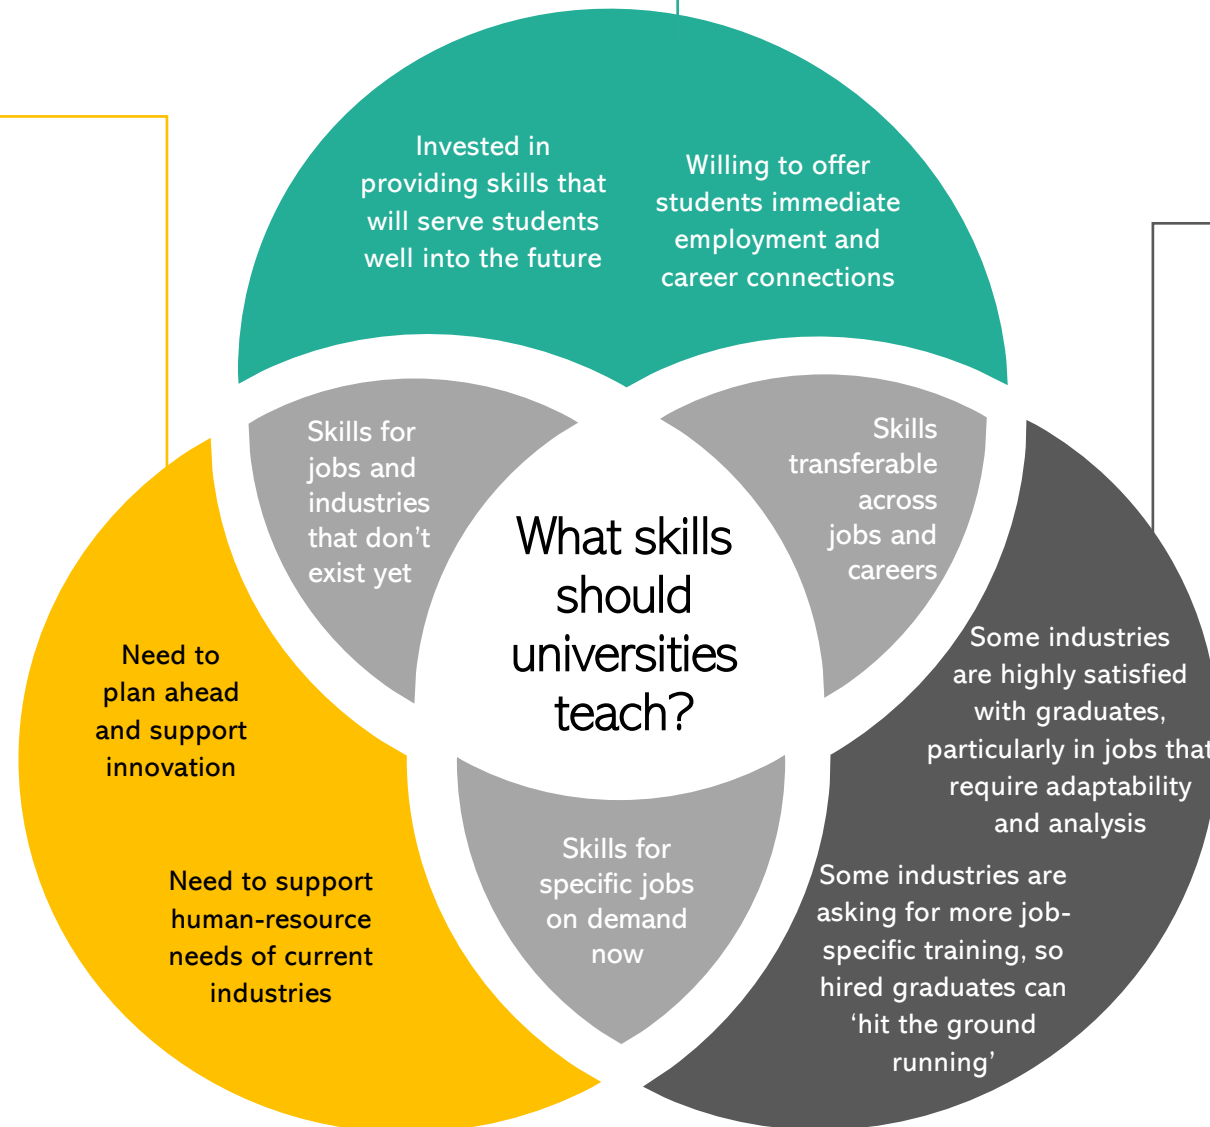 Invested in
providing skills that
will serve students
well into the future
Willing to offer
students immediate
employment and
career connections
Skills for
jobs and
industries
that don't
exist yet
Skills
transferable
across
jobs and
careers
What skills
should
universities
teach?
Need to
plan ahead
and support
innovation
Need to support
human-resource
needs of current
industries
Skills for
specific jobs
on demand
now
Some industries
are highly satisfied
with graduates,
particularly in jobs that
require adaptability
and analysis
Some industries are
asking for more job-
specific training, so
hired graduates can
‘hit the ground
running’